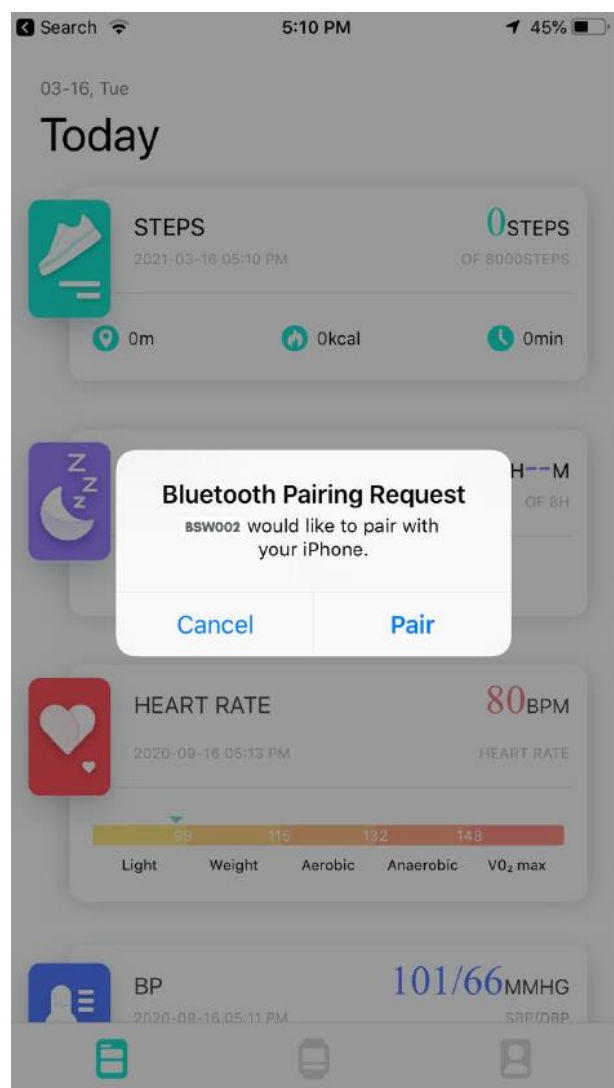 Search 5:10 PM 45%
03-16, Tue
Today
STEPS 0STEPS
2021-03-16 05:10 PM OF 8000STEPS
0m 0kcal 0min
Z
Z
Z
H--M
OF 8H
Bluetooth Pairing Request
BSW002 would like to pair with
your iPhone.
Cancel Pair
HEART RATE 80BPM
2020-09-16 05:13 PM HEART RATE
99 115 132 148
Light Weight Aerobic Anaerobic V0₂ max
BP 101/66MMHG
2020-09-16 05:11 PM SBP/DBP